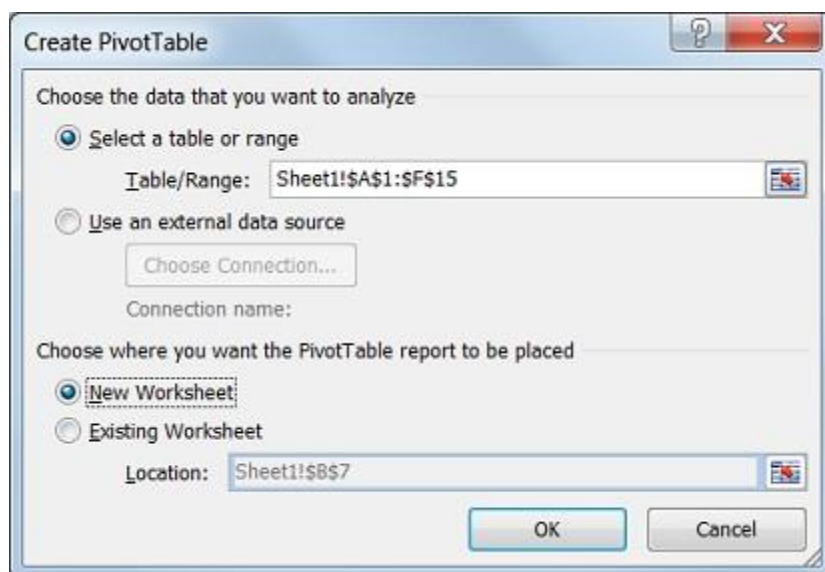 Create PivotTable
Choose the data that you want to analyze
Select a table or range
Table/Range: Sheet1!$A$1:$F$15
Use an external data source
Choose Connection...
Connection name:
Choose where you want the PivotTable report to be placed
New Worksheet
Existing Worksheet
Location: Sheet1!$B$7
OK Cancel